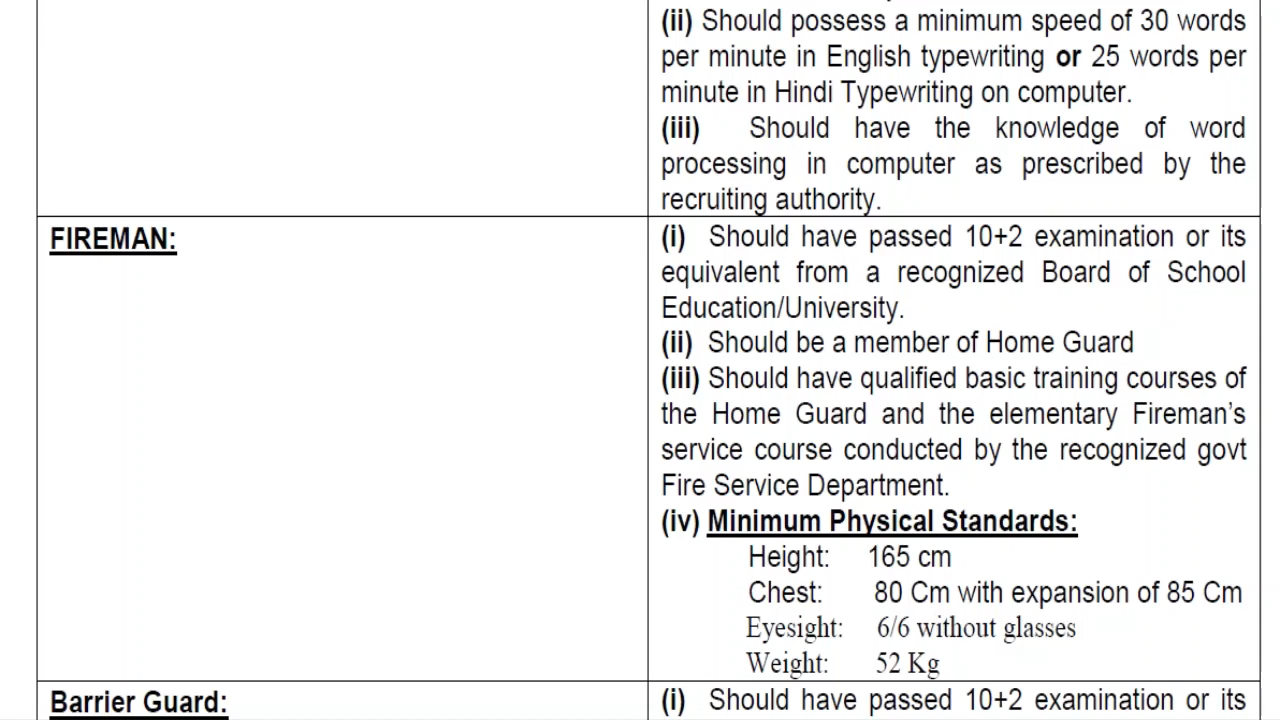 (ii) Should possess a minimum speed of 30 words
per minute in English typewriting or 25 words per
minute in Hindi Typewriting on computer.
(iii) Should have the knowledge of word
processing in computer as prescribed by the
recruiting authority.
FIREMAN:
(i) Should have passed 10+2 examination or its
equivalent from a recognized Board of School
Education/University.
(ii) Should be a member of Home Guard
(iii) Should have qualified basic training courses of
the Home Guard and the elementary Fireman’s
service course conducted by the recognized govt
Fire Service Department.
(iv) Minimum Physical Standards:
Height: 165 cm
Chest: 80 Cm with expansion of 85 Cm
Eyesight: 6/6 without glasses
Weight: 52 Kg
Barrier Guard:
(i) Should have passed 10+2 examination or its